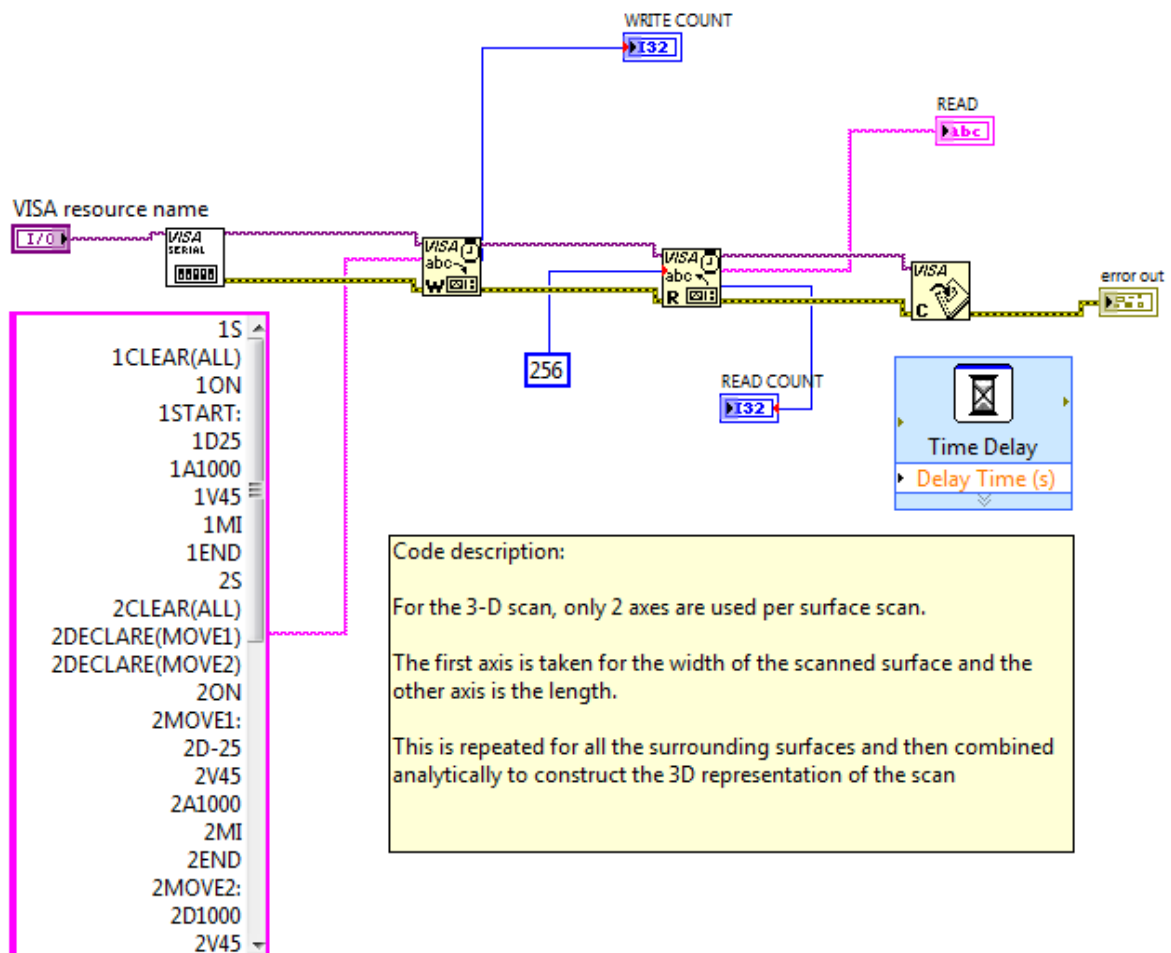 WRITE COUNT
I32
READ
abc
VISA resource name
I/O
VISA
SERIAL
VISA
abc
W
VISA
abc
R
VISA
C
error out
256
READ COUNT
I32
Time Delay
Delay Time (s)
1S
1CLEAR(ALL)
1ON
1START:
1D25
1A1000
1V45
1MI
1END
2S
2CLEAR(ALL)
2DECLARE(MOVE1)
2DECLARE(MOVE2)
2ON
2MOVE1:
2D-25
2V45
2A1000
2MI
2END
2MOVE2:
2D1000
2V45
Code description:
For the 3-D scan, only 2 axes are used per surface scan.
The first axis is taken for the width of the scanned surface and the
other axis is the length.
This is repeated for all the surrounding surfaces and then combined
analytically to construct the 3D representation of the scan